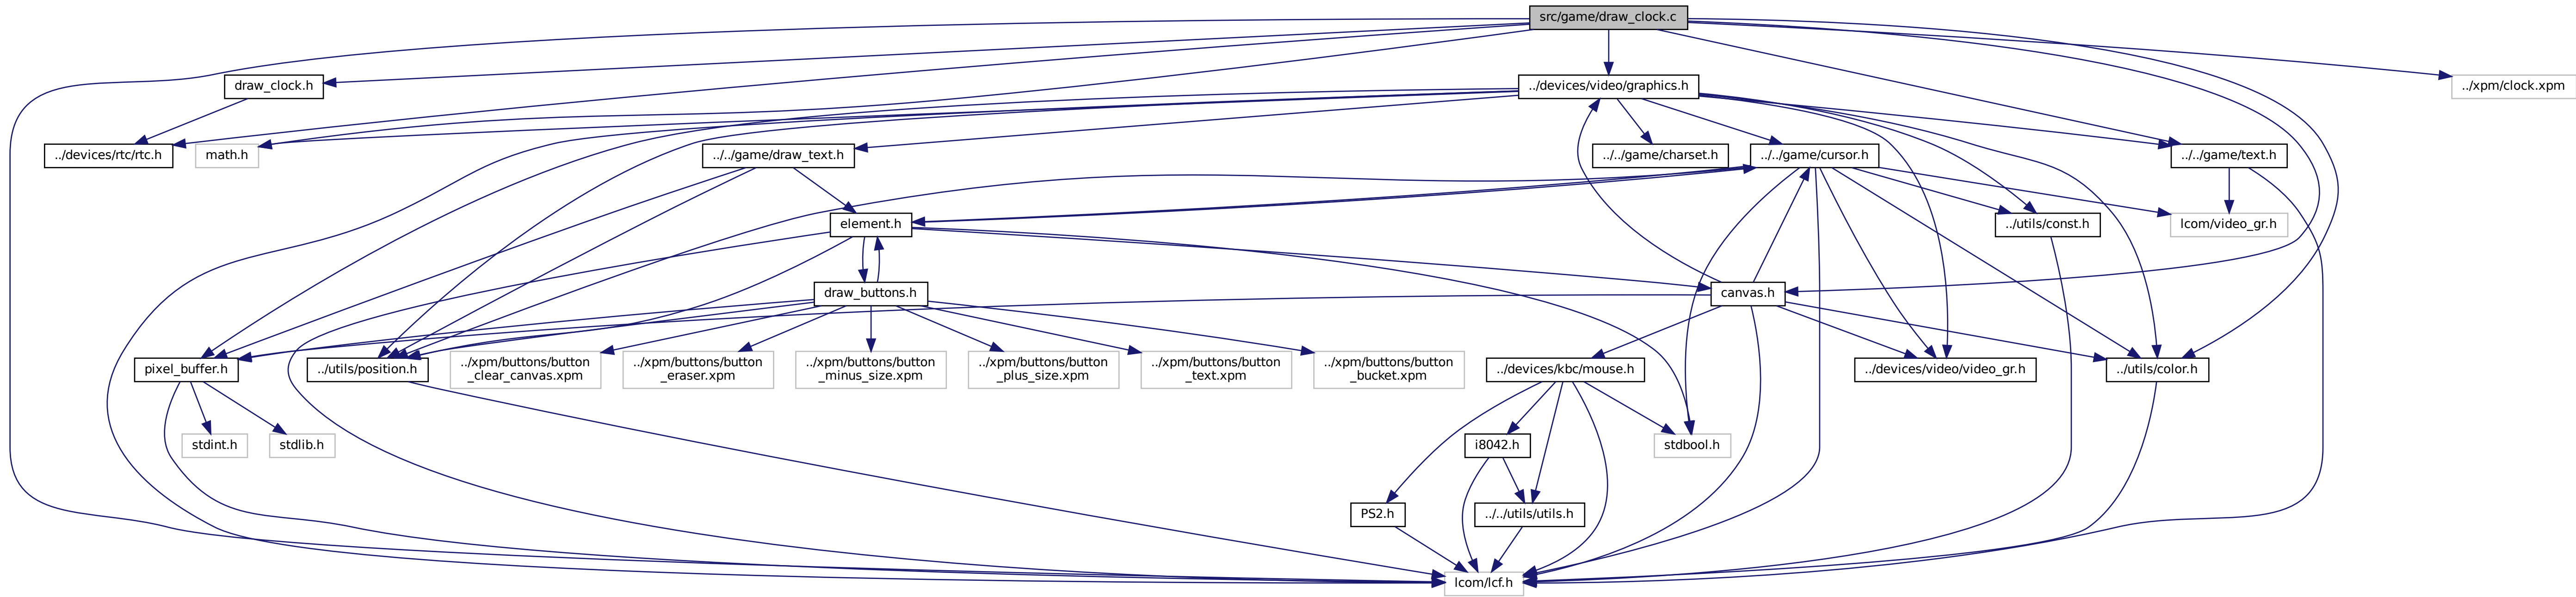 src/game/draw_clock.c
draw_clock.h
../devices/video/graphics.h
../xpm/clock.xpm
../devices/rtc/rtc.h
math.h
../../game/draw_text.h
../../game/charset.h
../../game/cursor.h
../../game/text.h
element.h
../utils/const.h
lcom/video_gr.h
draw_buttons.h
canvas.h
pixel_buffer.h
../utils/position.h
../xpm/buttons/button
_clear_canvas.xpm
../xpm/buttons/button
_eraser.xpm
../xpm/buttons/button
_minus_size.xpm
../xpm/buttons/button
_plus_size.xpm
../xpm/buttons/button
_text.xpm
../xpm/buttons/button
_bucket.xpm
../devices/kbc/mouse.h
../devices/video/video_gr.h
../utils/color.h
stdint.h
stdlib.h
i8042.h
stdbool.h
PS2.h
../../utils/utils.h
lcom/lcf.h